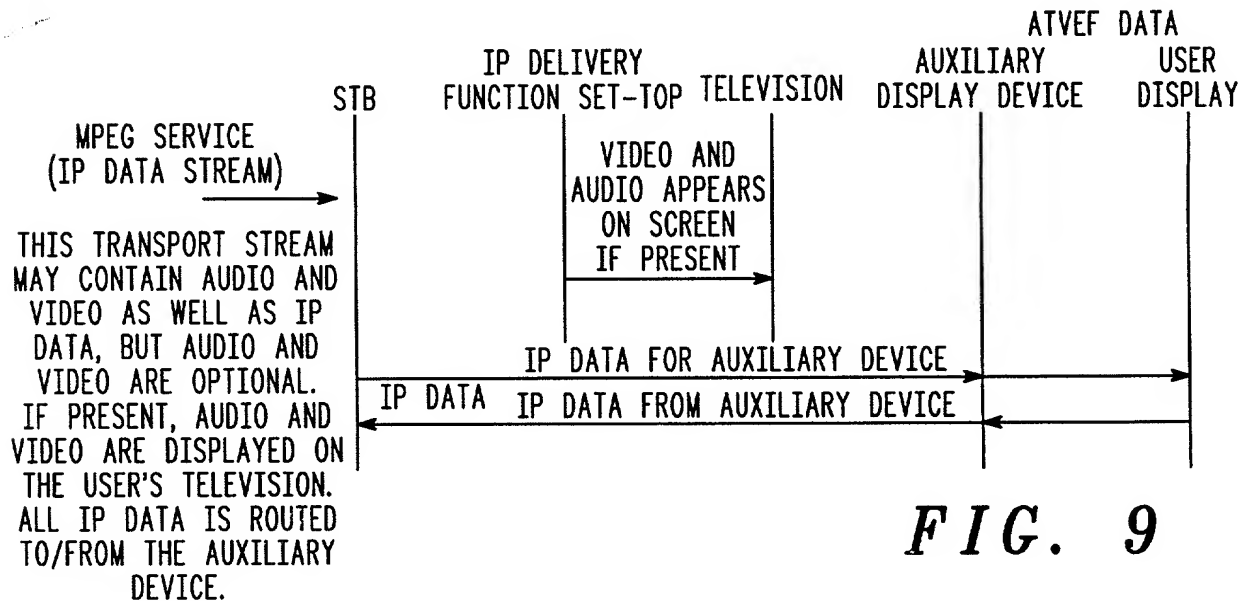 ATVEF DATA
STB
IP DELIVERY
FUNCTION SET-TOP
TELEVISION
AUXILIARY
DISPLAY DEVICE
USER
DISPLAY
MPEG SERVICE
(IP DATA STREAM)
VIDEO AND
AUDIO APPEARS
ON SCREEN
IF PRESENT
THIS TRANSPORT STREAM
MAY CONTAIN AUDIO AND
VIDEO AS WELL AS IP
DATA, BUT AUDIO AND
VIDEO ARE OPTIONAL.
IF PRESENT, AUDIO AND
VIDEO ARE DISPLAYED ON
THE USER'S TELEVISION.
ALL IP DATA IS ROUTED
TO/FROM THE AUXILIARY
DEVICE.
IP DATA FOR AUXILIARY DEVICE
IP DATA
IP DATA FROM AUXILIARY DEVICE
FIG. 9